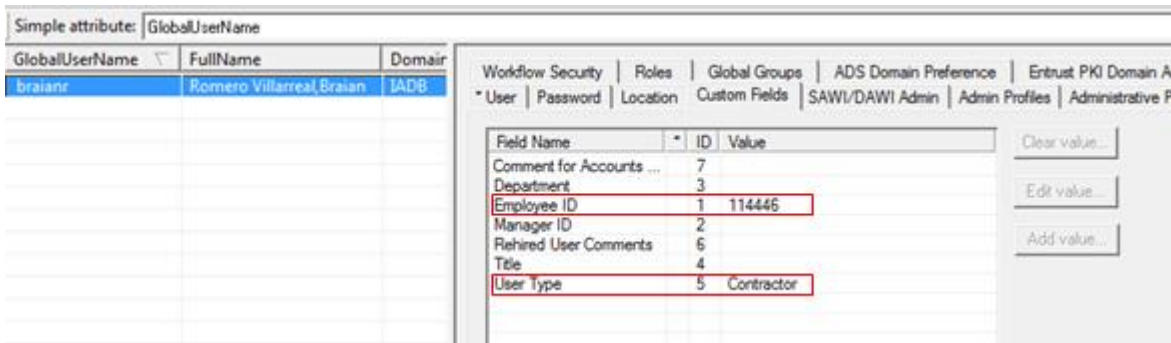 Simple attribute: GlobalUserName
GlobalUserName FullName Domain
braianr Romero Villarreal,Braian IADB
Workflow Security Roles Global Groups ADS Domain Preference Entrust PKI Domain A
* User Password Location Custom Fields SAWI/DAWI Admin Admin Profiles Administrative P
Field Name * ID Value
Comment for Accounts ... 7
Department 3
Employee ID 1 114446
Manager ID 2
Rehired User Comments 6
Title 4
User Type 5 Contractor
Clear value...
Edit value...
Add value...